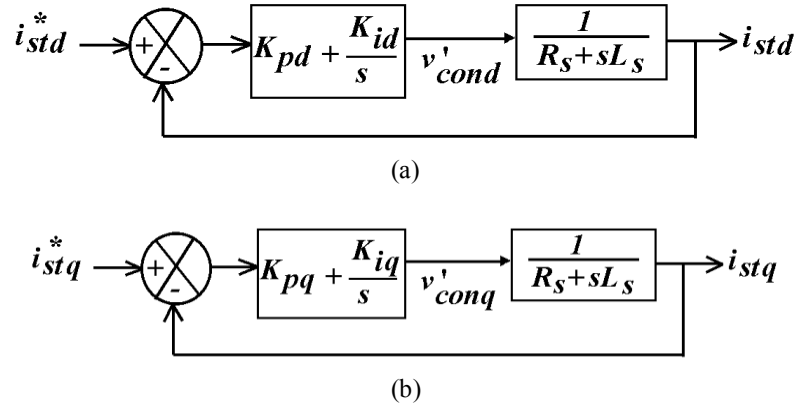 i*std + - Kpd + Kid/s v'cond 1/(Rs+sLs) istd
(a)
i*stq + - Kpq + Kiq/s v'conq 1/(Rs+sLs) istq
(b)